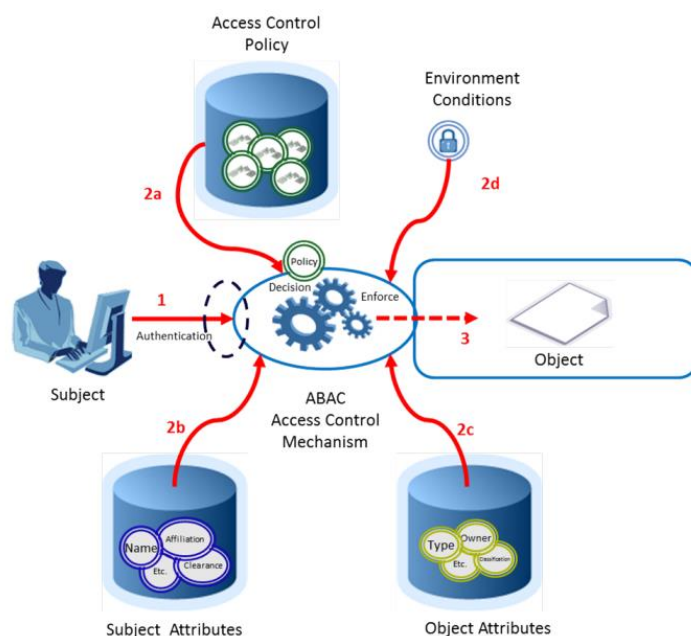 Access Control
Policy
Environment
Conditions
2a
2d
Policy
Decision
Enforce
1
Authentication
3
Subject
Object
ABAC
Access Control
Mechanism
2b
2c
Name
Affiliation
Etc.
Clearance
Type
Owner
Etc.
Classification
Subject Attributes
Object Attributes